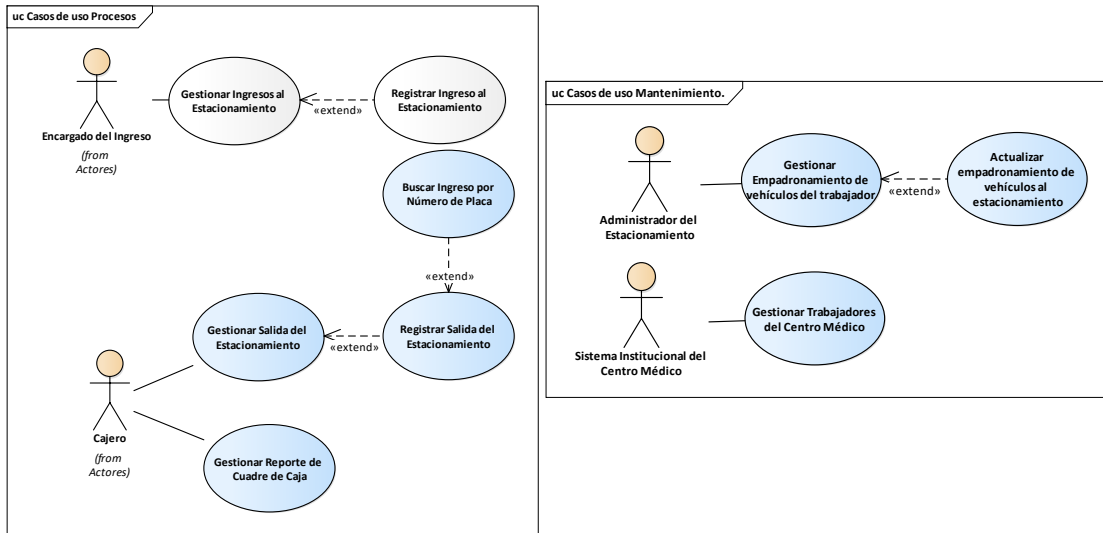 uc Casos de uso Procesos
Encargado del Ingreso
(from
Actores)
Gestionar Ingresos al
Estacionamiento
«extend»
Registrar Ingreso al
Estacionamiento
Buscar Ingreso por
Número de Placa
«extend»
Gestionar Salida del
Estacionamiento
«extend»
Registrar Salida del
Estacionamiento
Cajero
(from
Actores)
Gestionar Reporte de
Cuadre de Caja
uc Casos de uso Mantenimiento.
Administrador del
Estacionamiento
Gestionar
Empadronamiento de
vehículos del trabajador
«extend»
Actualizar
empadronamiento de
vehículos al
estacionamiento
Sistema Institucional del
Centro Médico
Gestionar Trabajadores
del Centro Médico